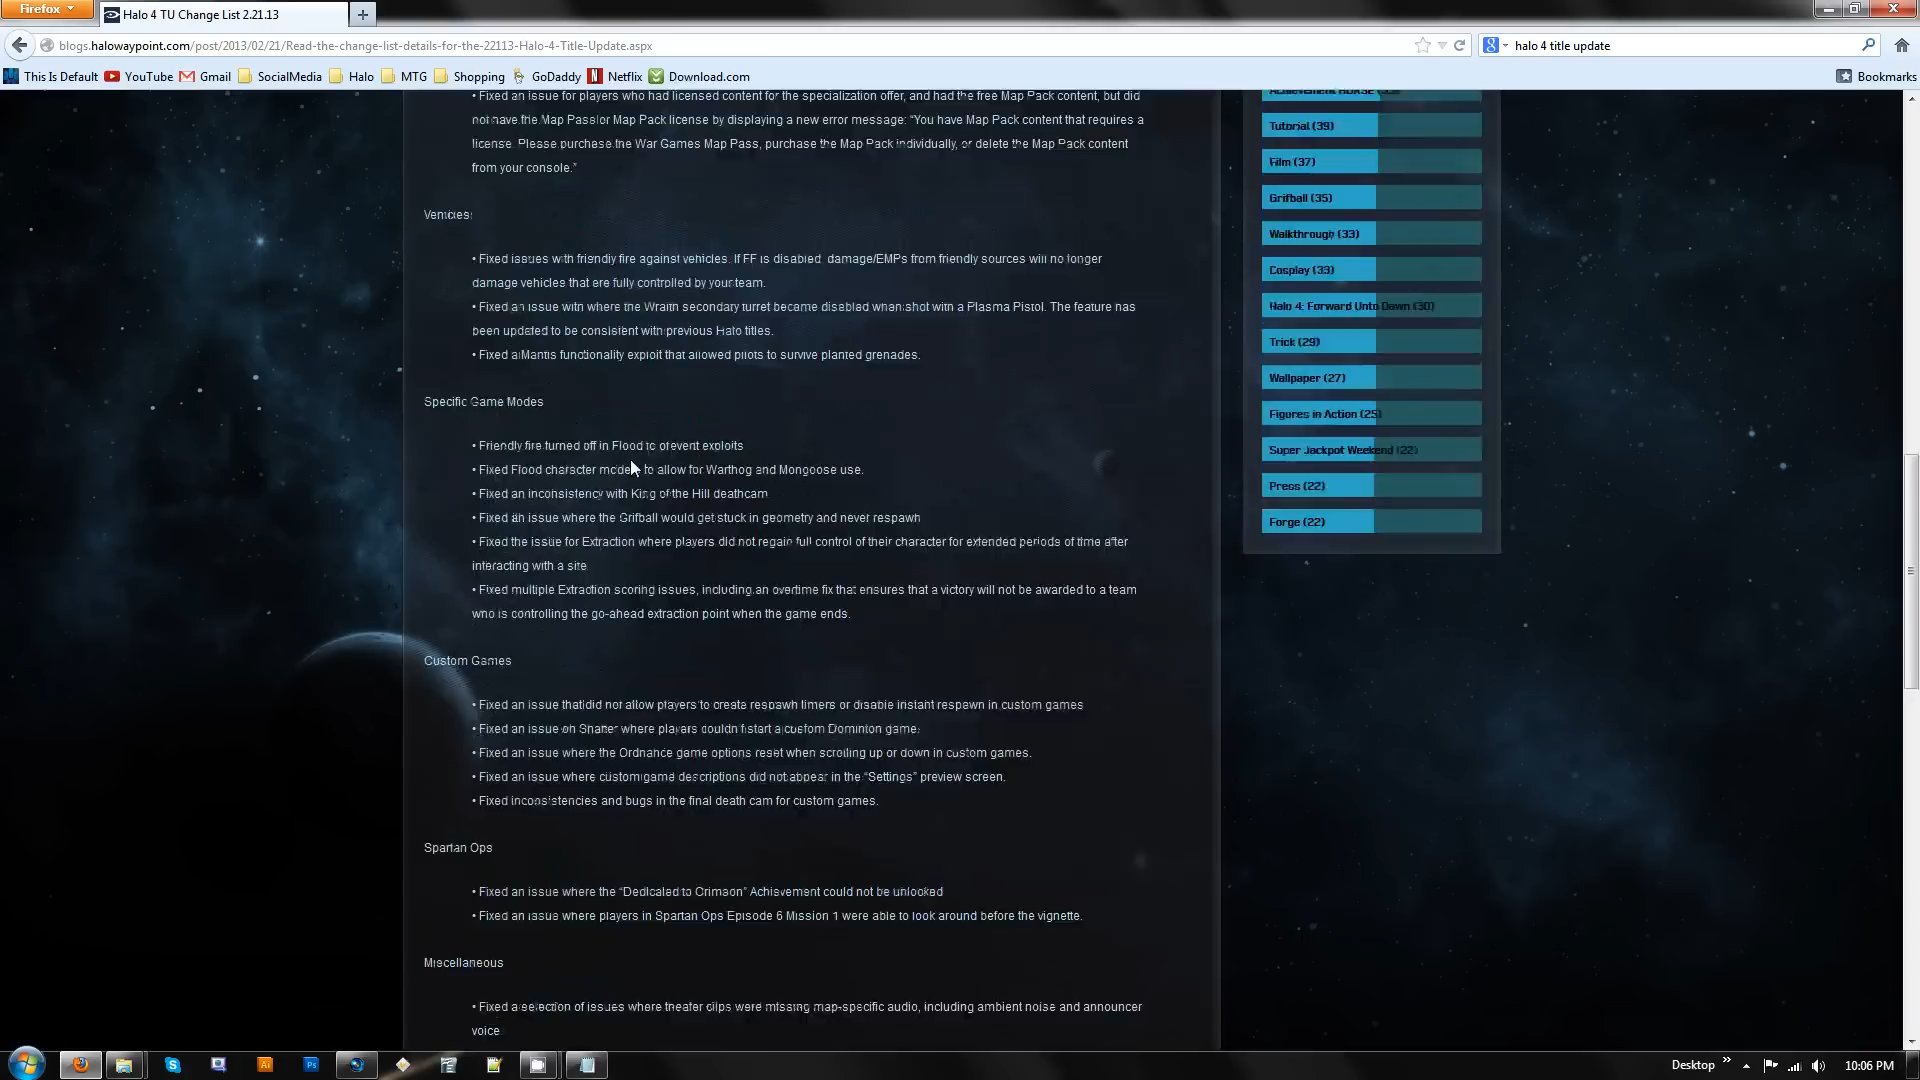 Firefox
Halo 4 TU Change List 2.21.13
blogs.halowaypoint.com/post/2013/02/21/Read-the-change-list-details-for-the-22113-Halo-4-Title-Update.aspx
halo 4 title update
This Is Default YouTube Gmail SocialMedia Halo MTG Shopping GoDaddy Netflix Download.com Bookmarks
• Fixed an issue for players who had licensed content for the specialization offer, and had the free Map Pack content, but did
not have the Map Pass or Map Pack license by displaying a new error message: “You have Map Pack content that requires a
license. Please purchase the War Games Map Pass, purchase the Map Pack individually, or delete the Map Pack content
from your console.”
• Fixed issues with friendly fire against vehicles. If FF is disabled, damage/EMPs from friendly sources will no longer
damage vehicles that are fully controlled by your team.
• Fixed an issue with where the Wraith secondary turret became disabled when shot with a Plasma Pistol. The feature has
been updated to be consistent with previous Halo titles.
• Fixed a Mantis functionality exploit that allowed pilots to survive planted grenades.
Specific Game Modes
• Friendly fire turned off in Flood to prevent exploits
• Fixed Flood character models to allow for Warthog and Mongoose use.
• Fixed an inconsistency with King of the Hill deathcam
• Fixed an issue where the Grifball would get stuck in geometry and never respawn
• Fixed the issue for Extraction where players did not regain full control of their character for extended periods of time after
interacting with a site
• Fixed multiple Extraction scoring issues, including an overtime fix that ensures that a victory will not be awarded to a team
who is controlling the go-ahead extraction point when the game ends.
Custom Games
• Fixed an issue that did not allow players to create respawn timers or disable instant respawn in custom games
• Fixed an issue on Shatter where players couldn't start a custom Dominion game.
• Fixed an issue where the Ordnance game options reset when scrolling up or down in custom games.
• Fixed an issue where custom game descriptions did not appear in the “Settings” preview screen.
• Fixed inconsistencies and bugs in the final death cam for custom games.
Spartan Ops
• Fixed an issue where the “Dedicated to Crimson” Achievement could not be unlocked
• Fixed an issue where players in Spartan Ops Episode 6 Mission 1 were able to look around before the vignette.
Miscellaneous
• Fixed a selection of issues where theater clips were missing map-specific audio, including ambient noise and announcer
voice
Tutorial (39)
Film (37)
Grifball (35)
Walkthrough (33)
Cosplay (33)
Halo 4: Forward Unto Dawn (30)
Trick (29)
Wallpaper (27)
Figures in Action (25)
Super Jackpot Weekend (22)
Press (22)
Forge (22)
Desktop
10:06 PM